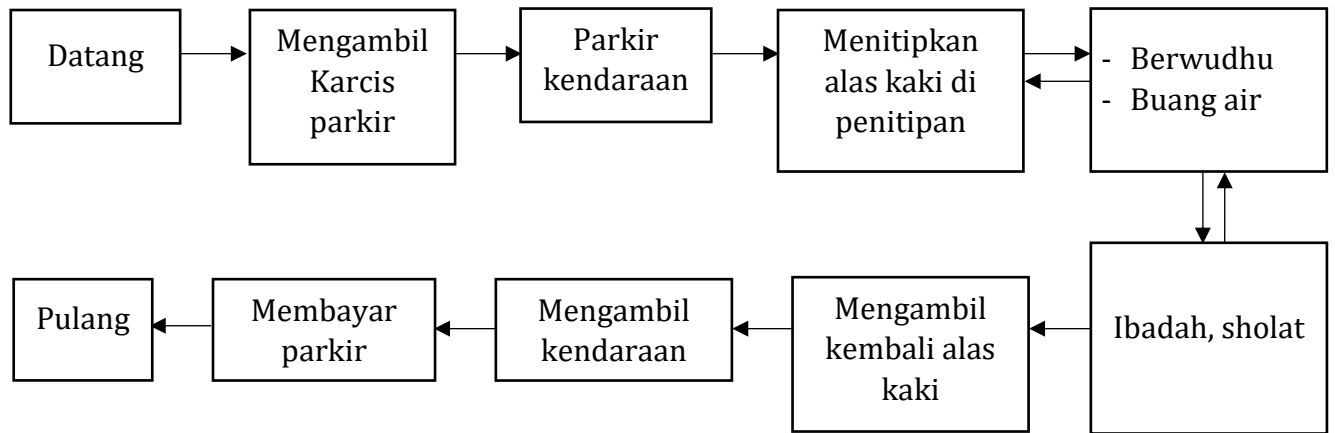 Datang
Mengambil
Karcis
parkir
Parkir
kendaraan
Menitipkan
alas kaki di
penitipan
- Berwudhu
- Buang air
Ibadah, sholat
Mengambil
kembali alas
kaki
Mengambil
kendaraan
Membayar
parkir
Pulang